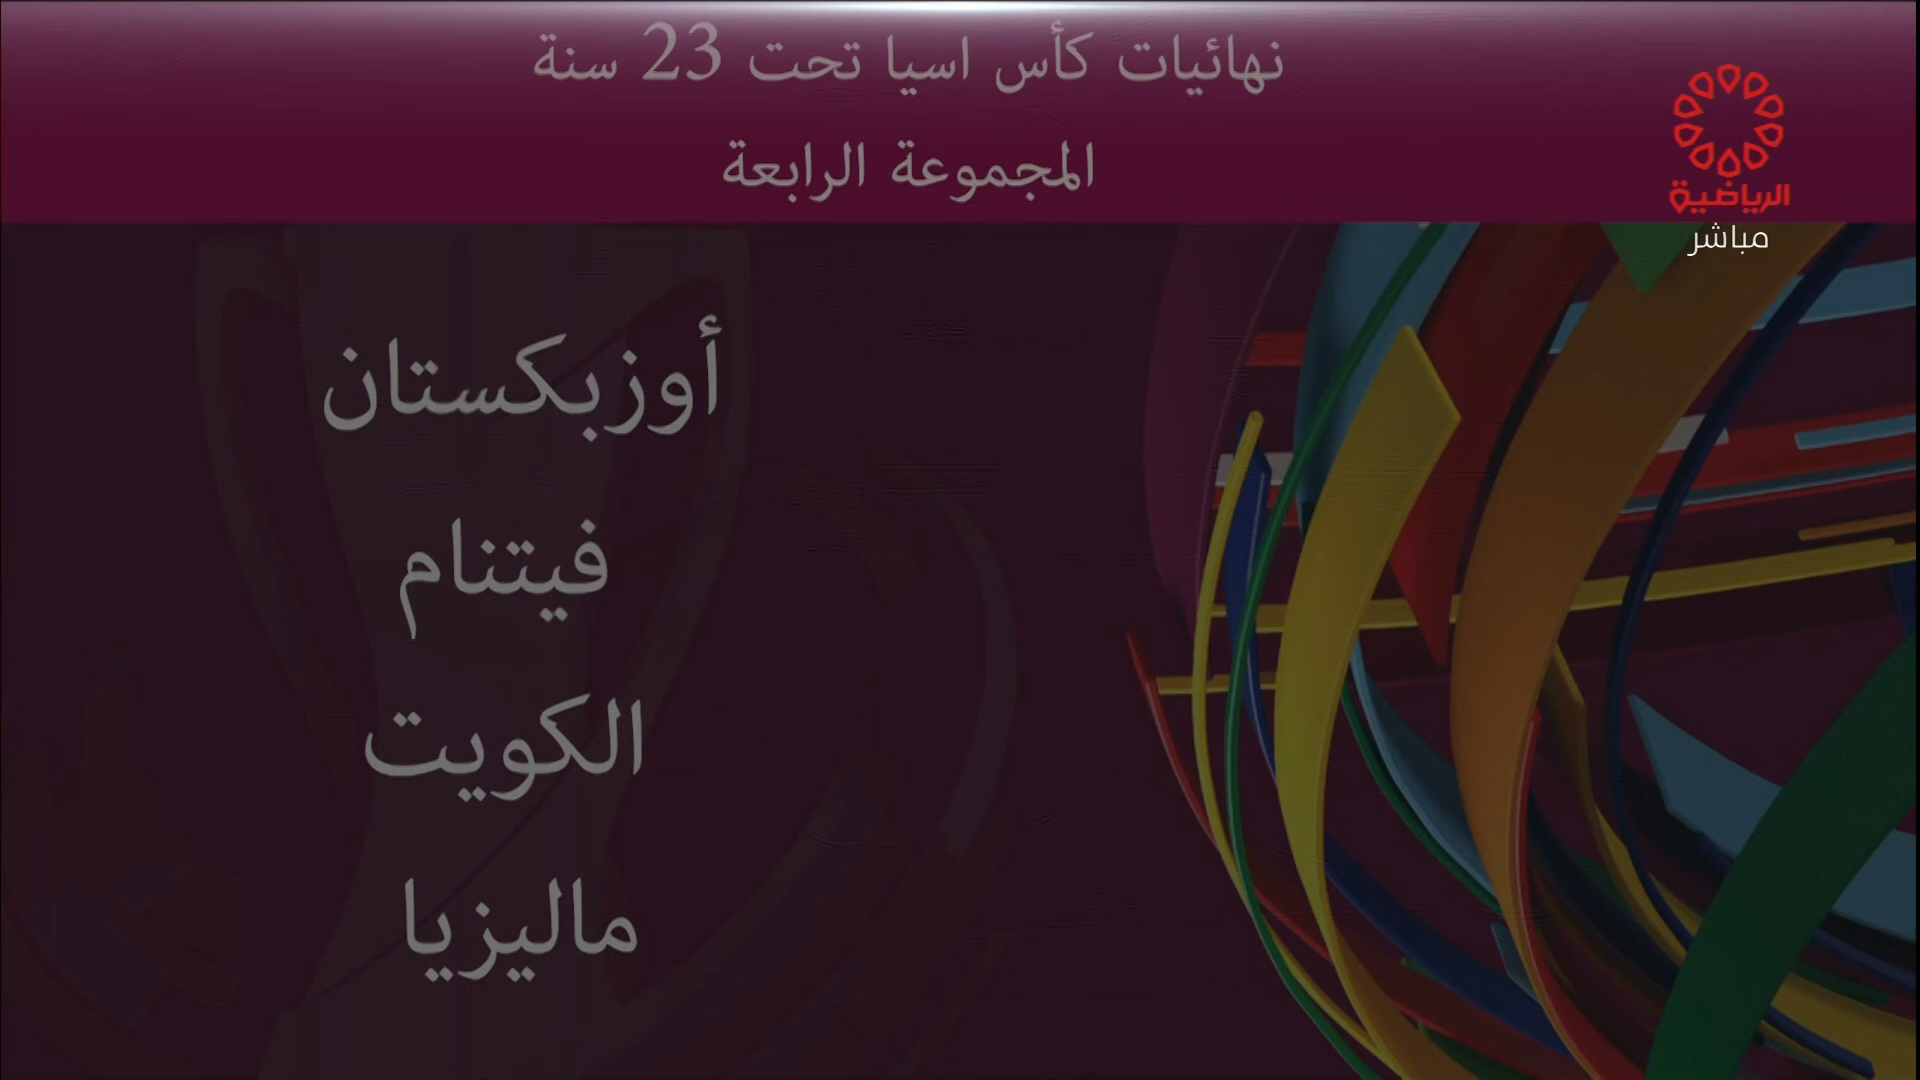 نهائيات كأس اسيا تحت 23 سنة
المجموعة الرابعة
الرياضية
مباشر
أوزبكستان
فيتنام
الكويت
ماليزيا